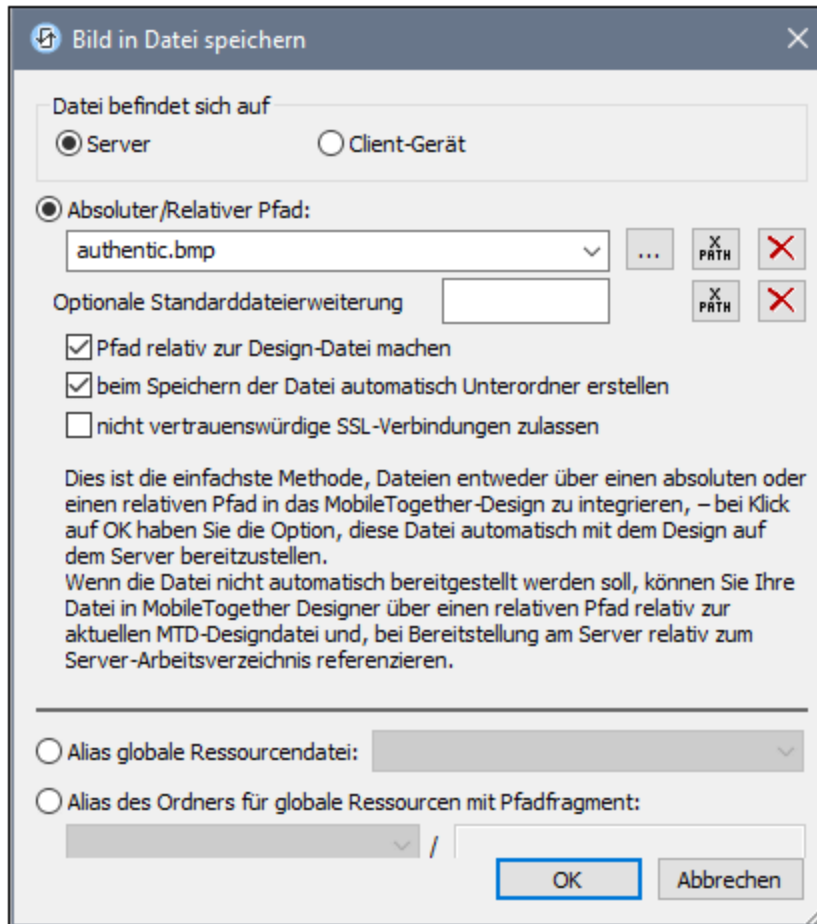 Bild in Datei speichern
Datei befindet sich auf
Server Client-Gerät
Absoluter/Relativer Pfad:
authentic.bmp ... X PATH
Optionale Standarddateierweiterung X PATH
Pfad relativ zur Design-Datei machen
beim Speichern der Datei automatisch Unterordner erstellen
nicht vertrauenswürdige SSL-Verbindungen zulassen
Dies ist die einfachste Methode, Dateien entweder über einen absoluten oder
einen relativen Pfad in das MobileTogether-Design zu integrieren, – bei Klick
auf OK haben Sie die Option, diese Datei automatisch mit dem Design auf
dem Server bereitzustellen.
Wenn die Datei nicht automatisch bereitgestellt werden soll, können Sie Ihre
Datei in MobileTogether Designer über einen relativen Pfad relativ zur
aktuellen MTD-Designdatei und, bei Bereitstellung am Server relativ zum
Server-Arbeitsverzeichnis referenzieren.
Alias globale Ressourcendatei:
Alias des Ordners für globale Ressourcen mit Pfadfragment:
/
OK Abbrechen